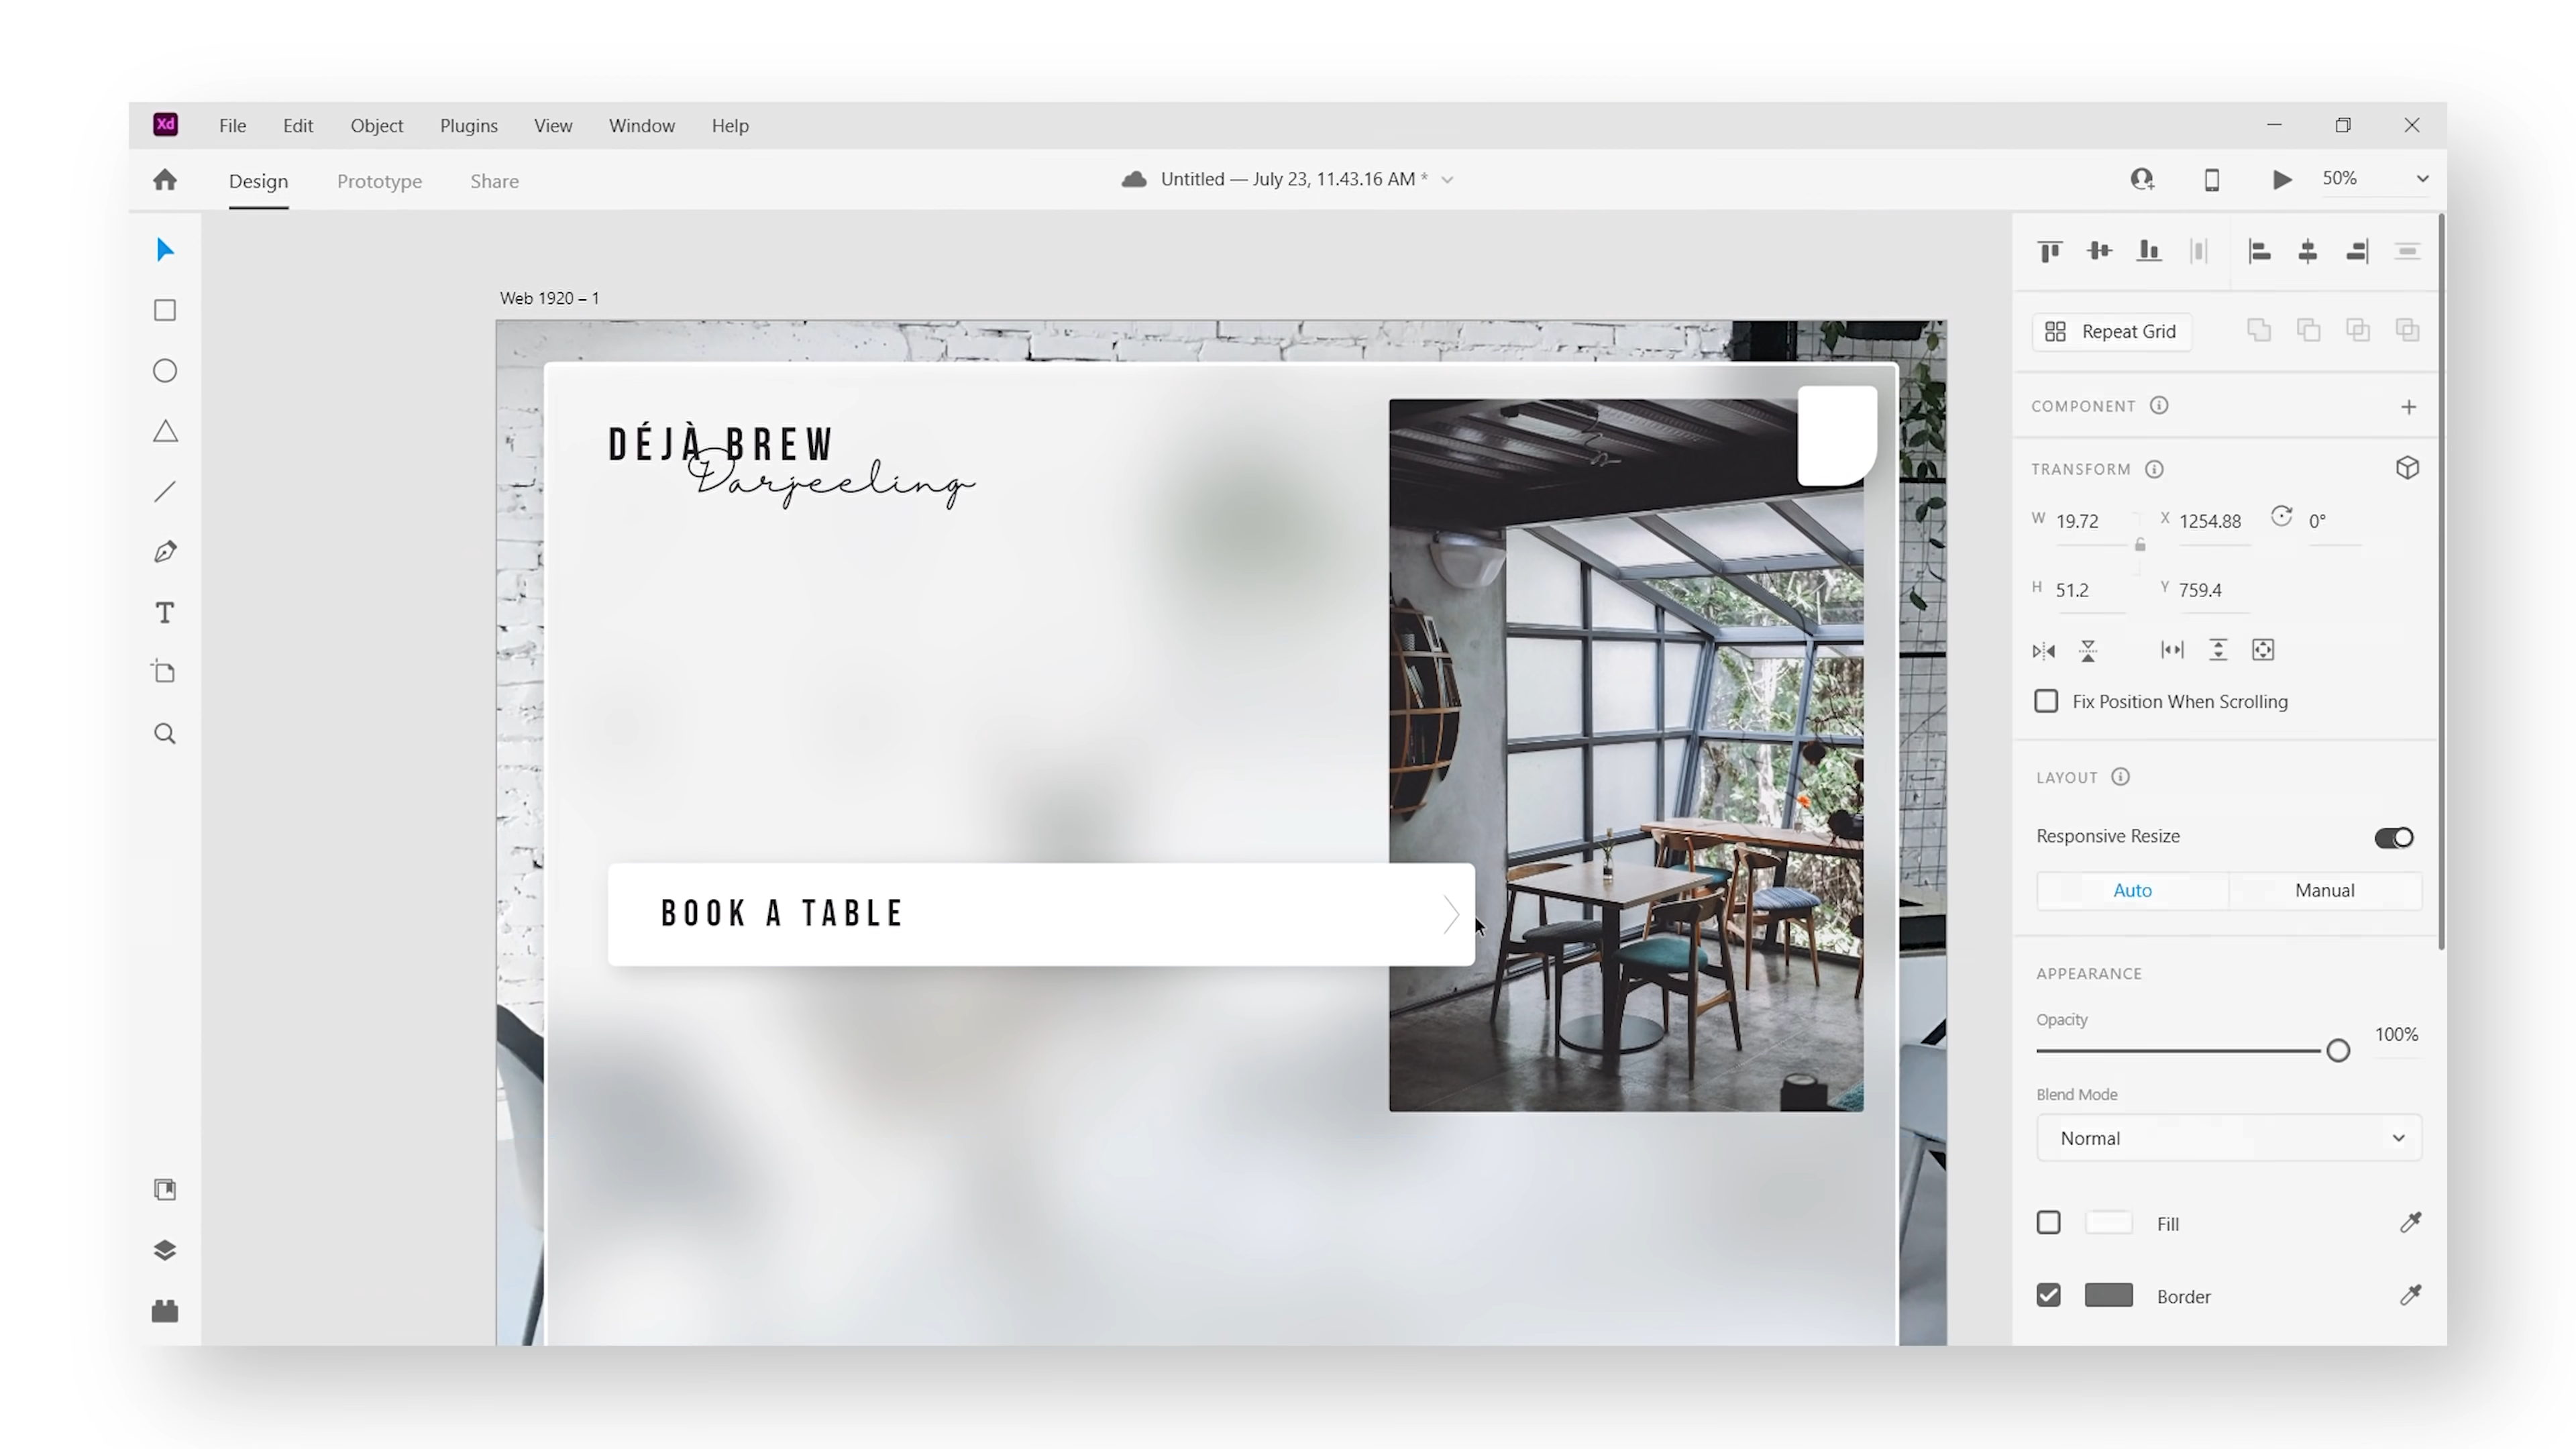 Xd File Edit Object Plugins View Window Help
Design Prototype Share Untitled — July 23, 11.43.16 AM * 50%
Web 1920 – 1
DÉJÀ BREW
Darjeeling
BOOK A TABLE
Repeat Grid
COMPONENT
TRANSFORM
W 19.72 X 1254.88 0°
H 51.2 Y 759.4
Fix Position When Scrolling
LAYOUT
Responsive Resize
Auto Manual
APPEARANCE
Opacity
100%
Blend Mode
Normal
Fill
Border